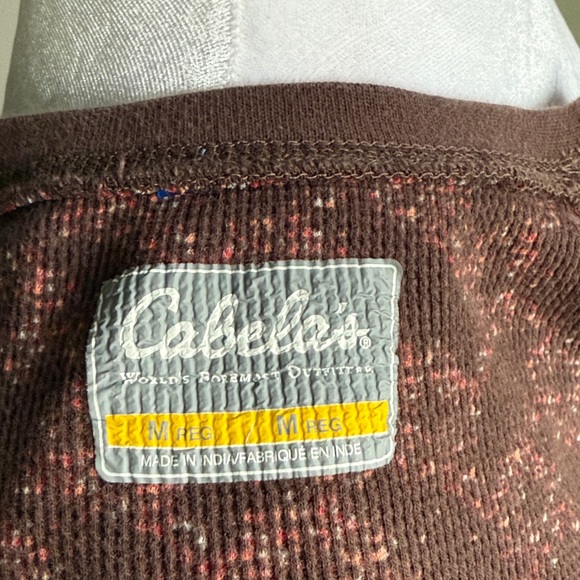 Cabela's®
WORLD'S FOREMOST OUTFITTER
M REG M REG
MADE IN INDIA/FABRIQUE EN INDE